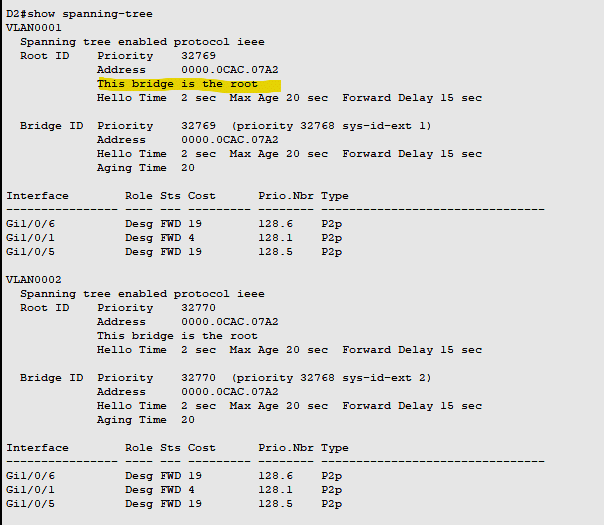 D2#show spanning-tree
VLAN0001
  Spanning tree enabled protocol ieee
  Root ID    Priority    32769
             Address     0000.0CAC.07A2
             This bridge is the root
             Hello Time  2 sec  Max Age 20 sec  Forward Delay 15 sec

  Bridge ID  Priority    32769  (priority 32768 sys-id-ext 1)
             Address     0000.0CAC.07A2
             Hello Time  2 sec  Max Age 20 sec  Forward Delay 15 sec
             Aging Time  20

Interface        Role Sts Cost      Prio.Nbr Type
---------------- ---- --- --------- -------- --------------------------------
Gi1/0/6          Desg FWD 19        128.6    P2p
Gi1/0/1          Desg FWD 4         128.1    P2p
Gi1/0/5          Desg FWD 19        128.5    P2p

VLAN0002
  Spanning tree enabled protocol ieee
  Root ID    Priority    32770
             Address     0000.0CAC.07A2
             This bridge is the root
             Hello Time  2 sec  Max Age 20 sec  Forward Delay 15 sec

  Bridge ID  Priority    32770  (priority 32768 sys-id-ext 2)
             Address     0000.0CAC.07A2
             Hello Time  2 sec  Max Age 20 sec  Forward Delay 15 sec
             Aging Time  20

Interface        Role Sts Cost      Prio.Nbr Type
---------------- ---- --- --------- -------- --------------------------------
Gi1/0/6          Desg FWD 19        128.6    P2p
Gi1/0/1          Desg FWD 4         128.1    P2p
Gi1/0/5          Desg FWD 19        128.5    P2p